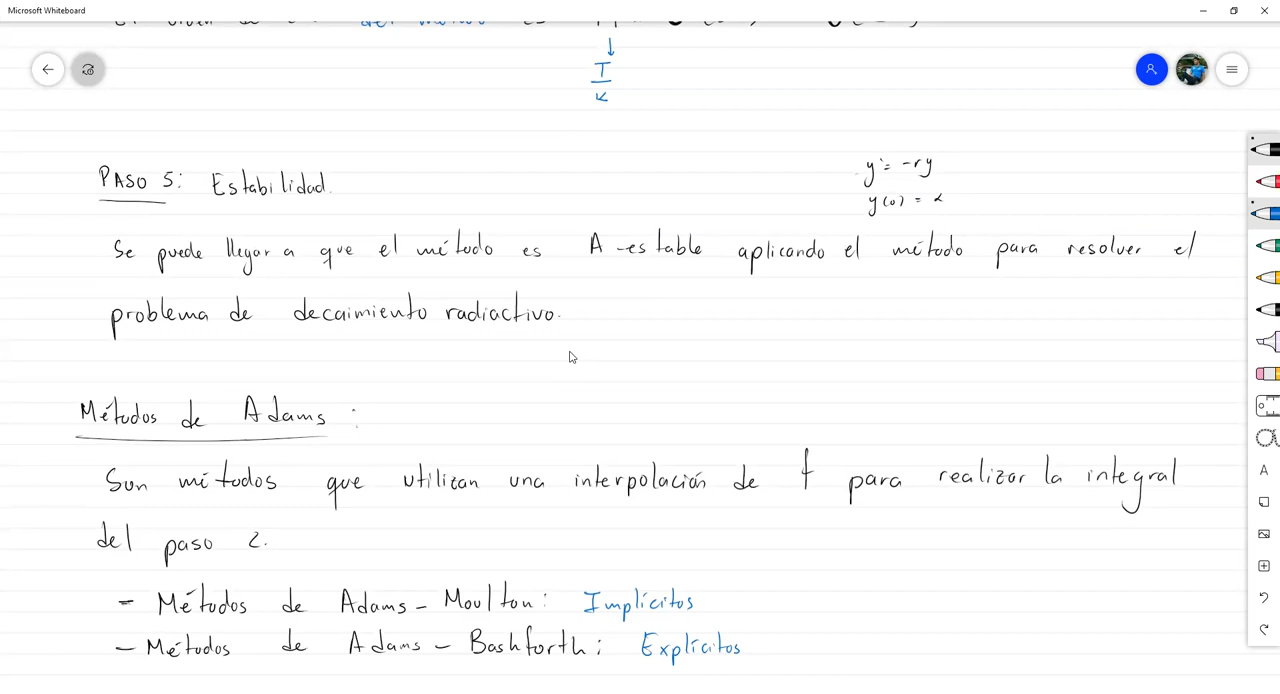 Microsoft Whiteboard
T
k
PASO 5: Estabilidad.
y' = -ry
y(0) = α
Se puede llegar a que el método es A-estable aplicando el método para resolver el
problema de decaimiento radiactivo.
Métodos de Adams:
Son métodos que utilizan una interpolación de f para realizar la integral
del paso 2.
- Métodos de Adams - Moulton: Implícitos
- Métodos de Adams - Bashforth: Explícitos
A